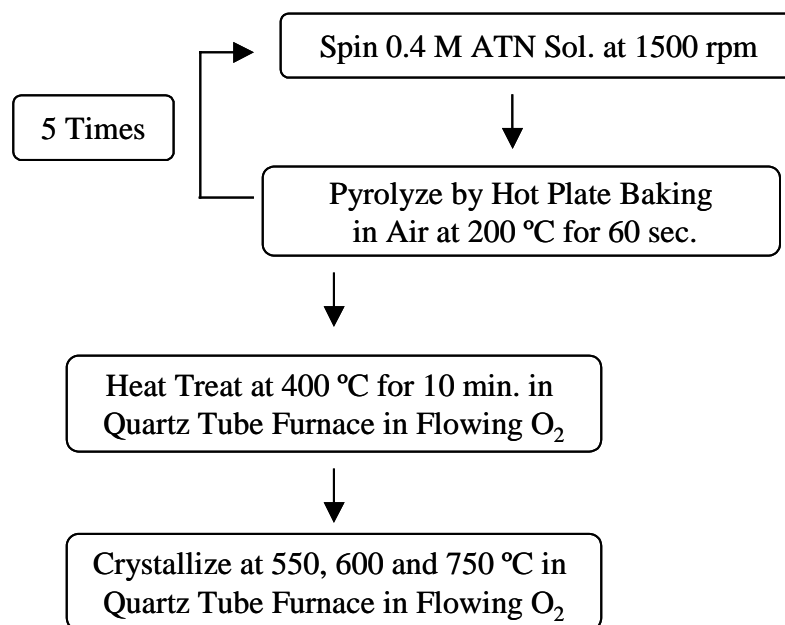 Spin 0.4 M ATN Sol. at 1500 rpm
5 Times
Pyrolyze by Hot Plate Baking
in Air at 200 ºC for 60 sec.
Heat Treat at 400 ºC for 10 min. in
Quartz Tube Furnace in Flowing O₂
Crystallize at 550, 600 and 750 ºC in
Quartz Tube Furnace in Flowing O₂